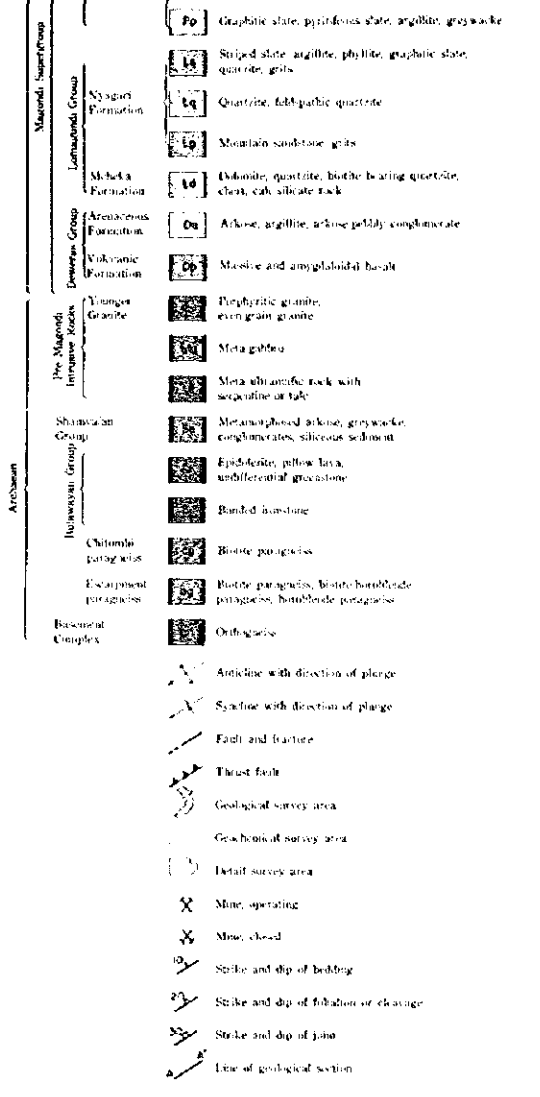 Magondi Supergroup
Po Graphitic slate, pyritiferous slate, argillite, greywacke
Lomagundi Group
Ls Striped slate, argillite, phyllite, graphitic slate,
quartzite, grits
Nyagari
Formation
Lq Quartzite, feldspathic quartzite
Lp Mountain sandstone, grits
Mcheka
Formation
Ld Dolomite, quartzite, biotite bearing quartzite,
chert, calc silicate rock
Deweras Group
Arenaceous
Formation
Da Arkose, argillite, arkose pebbly conglomerate
Volcanic
Formation
Db Massive and amygdaloidal basalt
Archaean
Pre Magondi
Intrusive Rocks
Younger
Granite
Porphyritic granite,
even grain granite
Meta gabbro
Meta ultramafic rock with
serpentine or talc
Shamvaian
Group
Metamorphosed arkose, greywacke,
conglomerates, siliceous sediment
Bulawayan Group
Epidolerite, pillow lava,
undifferential greenstone
Banded ironstone
Chitombi
paragneiss
Biotite paragneiss
Escarpment
paragneiss
Biotite paragneiss, biotite hornblende
paragneiss, hornblende paragneiss
Basement
Complex
Orthogneiss
Anticline with direction of plunge
Syncline with direction of plunge
Fault and fracture
Thrust fault
Geological survey area
Geochemical survey area
Detail survey area
Mine, operating
Mine, closed
10 Strike and dip of bedding
Strike and dip of foliation or cleavage
Strike and dip of joint
A A' Line of geological section